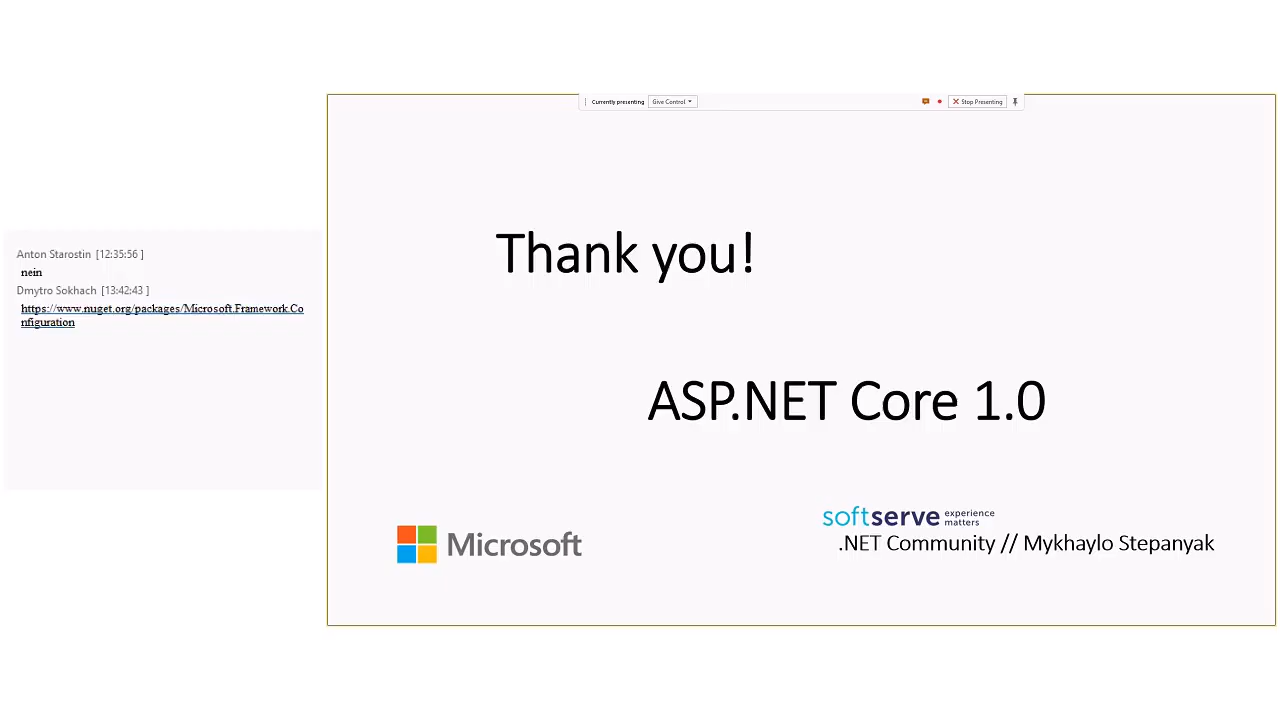 Currently presenting Give Control Stop Presenting
Thank you!
Anton Starostin [12:35:56 ]
nein
Dmytro Sokhach [13:42:43 ]
https://www.nuget.org/packages/Microsoft.Framework.Co
nfiguration
ASP.NET Core 1.0
softserve experience
matters
Microsoft
.NET Community // Mykhaylo Stepanyak